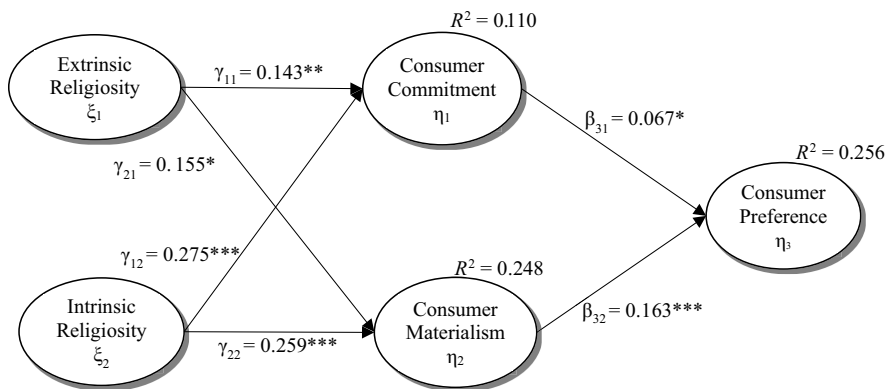 R² = 0.110
Extrinsic
Religiosity
ξ₁
γ₁₁ = 0.143**
Consumer
Commitment
η₁
β₃₁ = 0.067*
R² = 0.256
γ₂₁ = 0.155*
Consumer
Preference
η₃
γ₁₂ = 0.275***
R² = 0.248
Intrinsic
Religiosity
ξ₂
γ₂₂ = 0.259***
Consumer
Materialism
η₂
β₃₂ = 0.163***